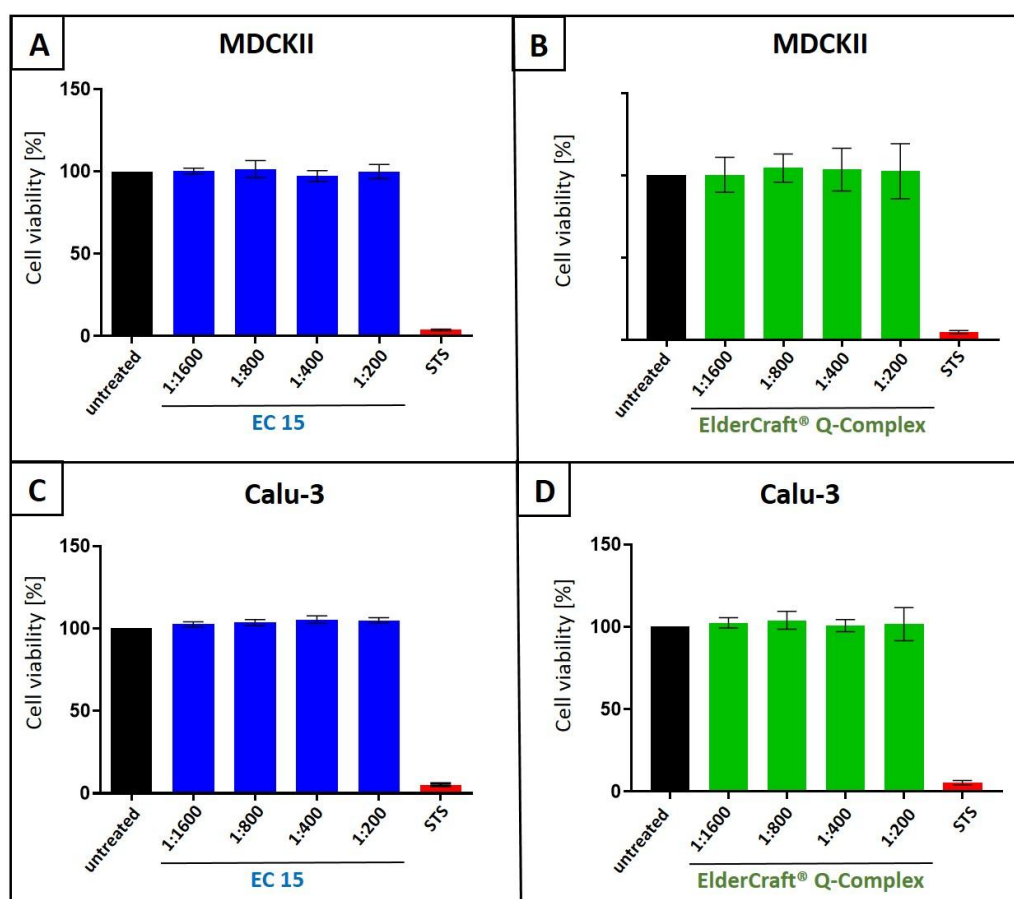 A
MDCKII
Cell viability [%]
150
100
50
0
untreated
1:1600
1:800
1:400
1:200
STS
EC 15
B
MDCKII
Cell viability [%]
untreated
1:1600
1:800
1:400
1:200
STS
ElderCraft® Q-Complex
C
Calu-3
Cell viability [%]
150
100
50
0
untreated
1:1600
1:800
1:400
1:200
STS
EC 15
D
Calu-3
Cell viability [%]
150
100
50
0
untreated
1:1600
1:800
1:400
1:200
STS
ElderCraft® Q-Complex